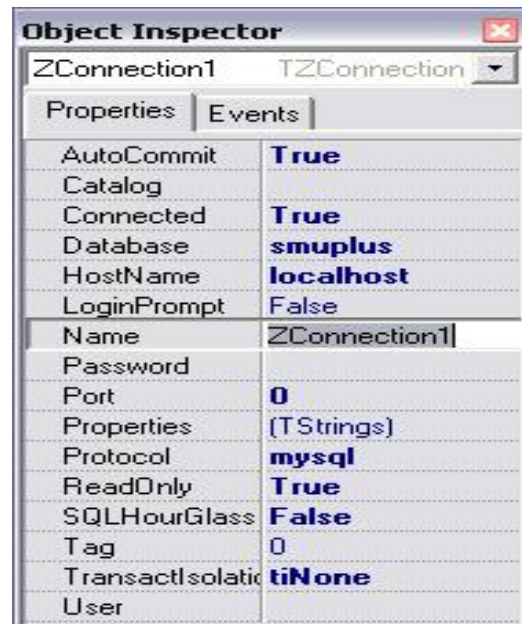 Object Inspector
ZConnection1 TZConnection
Properties Events
AutoCommit True
Catalog
Connected True
Database smuplus
HostName localhost
LoginPrompt False
Name ZConnection1
Password
Port 0
Properties (TStrings)
Protocol mysql
ReadOnly True
SQLHourGlass False
Tag 0
TransactIsolatic tiNone
User